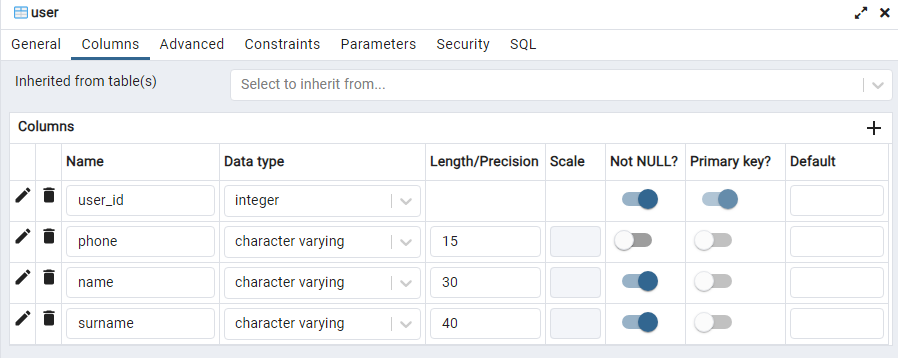 user
General Columns Advanced Constraints Parameters Security SQL
Inherited from table(s) Select to inherit from...
Columns
Name Data type Length/Precision Scale Not NULL? Primary key? Default
user_id integer
phone character varying 15
name character varying 30
surname character varying 40